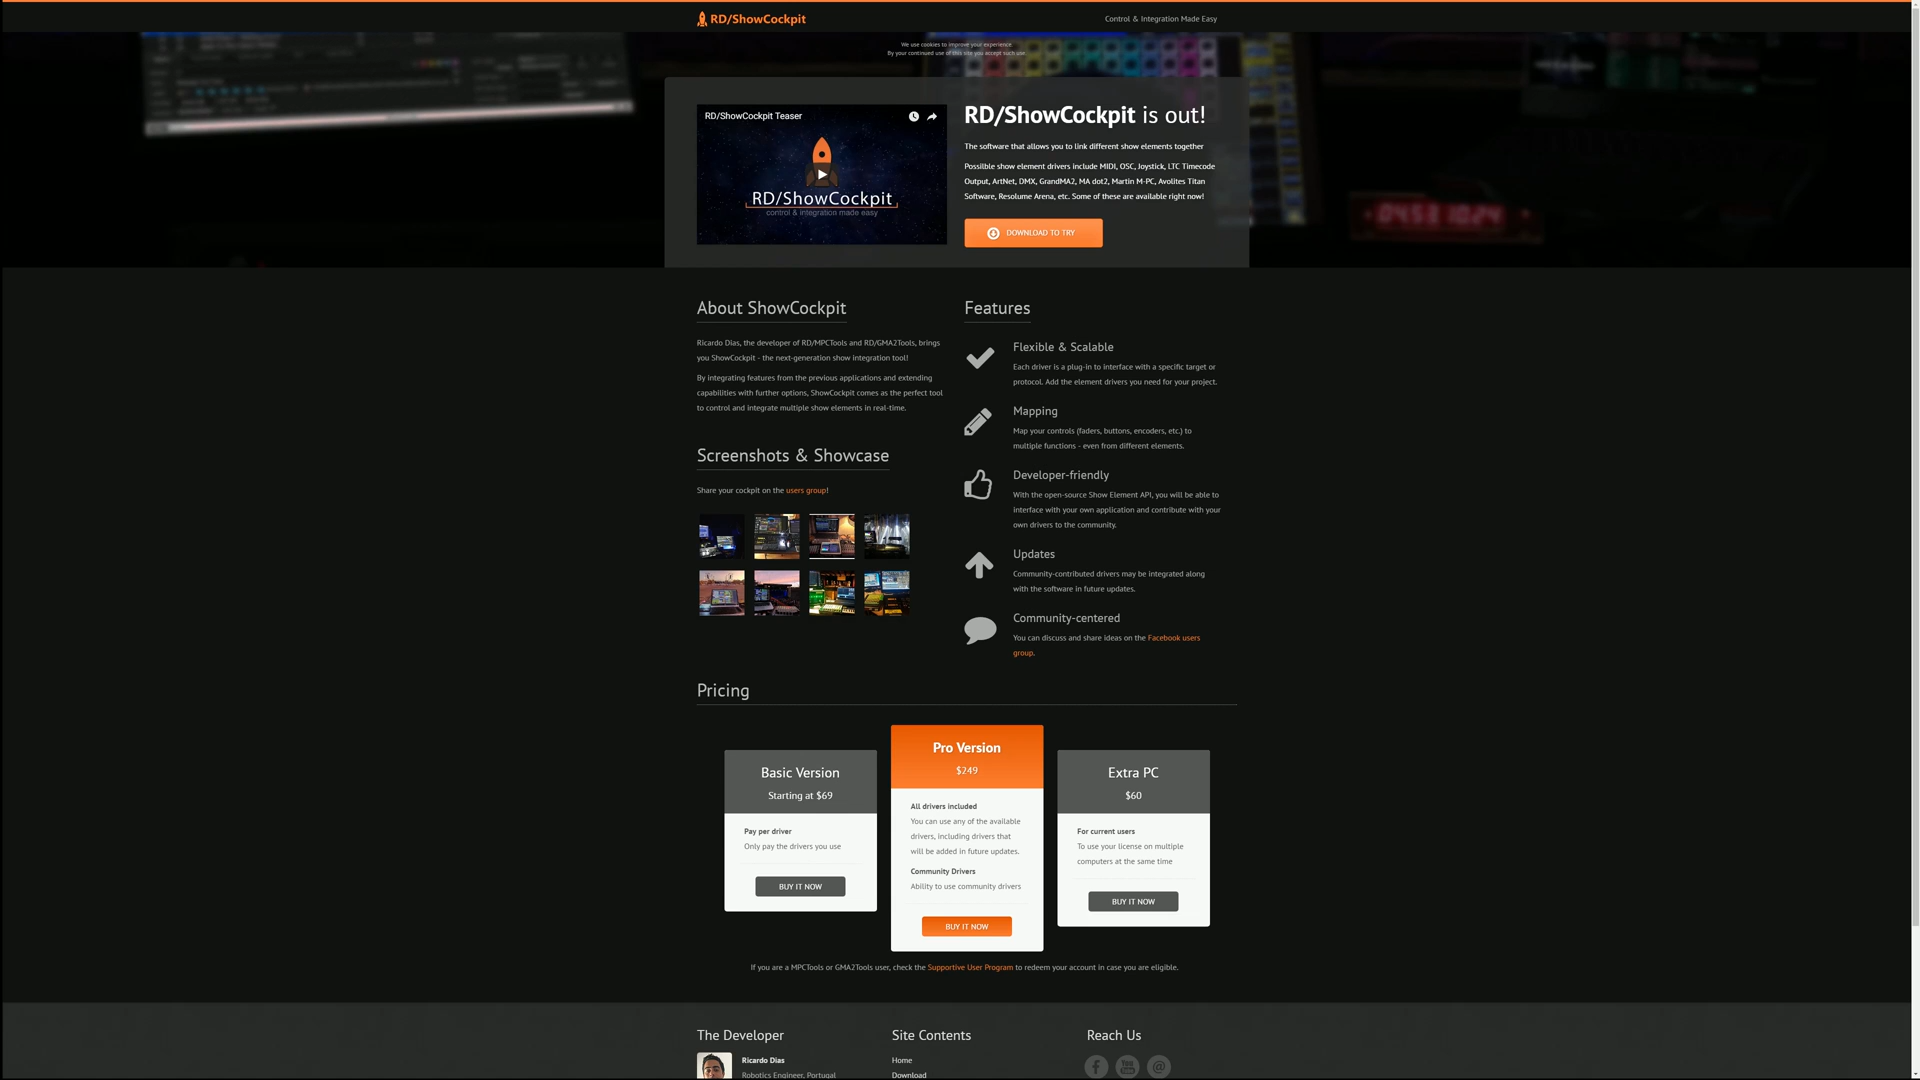 RD/ShowCockpit
Control & Integration Made Easy
We use cookies to improve your experience
By your continued use of this site you accept such use
RD/ShowCockpit Teaser
RD/ShowCockpit
control & integration made easy
RD/ShowCockpit is out!
The software that allows you to link different show elements together
Possilble show element drivers include MIDI, OSC, Joystick, LTC Timecode
Output, ArtNet, DMX, GrandMA2, MA dot2, Martin M-PC, Avolites Titan
Software, Resolume Arena, etc. Some of these are available right now!
DOWNLOAD TO TRY
About ShowCockpit
Ricardo Dias, the developer of RD/MPCTools and RD/GMA2Tools, brings
you ShowCockpit - the next-generation show integration tool!
By integrating features from the previous applications and extending
capabilities with further options, ShowCockpit comes as the perfect tool
to control and integrate multiple show elements in real-time.
Screenshots & Showcase
Share your cockpit on the users group!
Features
Flexible & Scalable
Each driver is a plug-in to interface with a specific target or
protocol. Add the element drivers you need for your project.
Mapping
Map your controls (faders, buttons, encoders, etc.) to
multiple functions - even from different elements.
Developer-friendly
With the open-source Show Element API, you will be able to
interface with your own application and contribute with your
own drivers to the community.
Updates
Community-contributed drivers may be integrated along
with the software in future updates.
Community-centered
You can discuss and share ideas on the Facebook users
group.
Pricing
Basic Version
Starting at $69
Pay per driver
Only pay the drivers you use
BUY IT NOW
Pro Version
$249
All drivers included
You can use any of the available
drivers, including drivers that
will be added in future updates.
Community Drivers
Ability to use community drivers
BUY IT NOW
Extra PC
$60
For current users
To use your license on multiple
computers at the same time
BUY IT NOW
If you are a MPCTools or GMA2Tools user, check the Supportive User Program to redeem your account in case you are eligible.
The Developer
Ricardo Dias
Robotics Engineer, Portugal
Site Contents
Home
Download
Reach Us